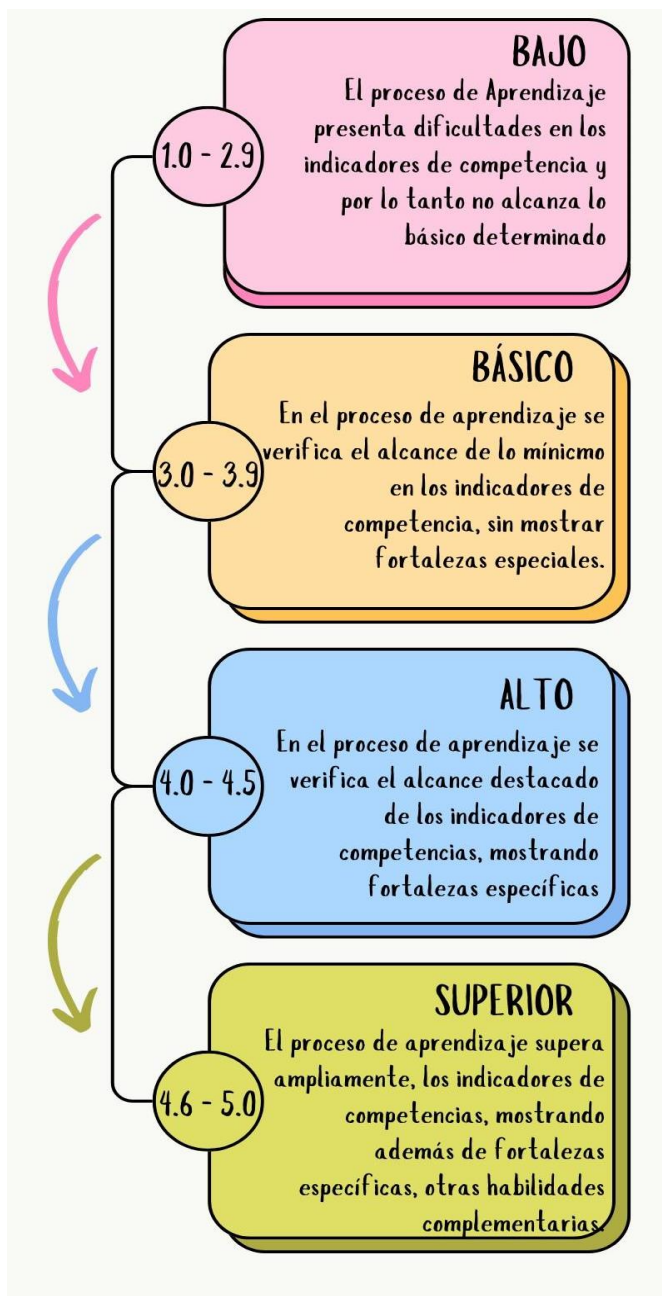 BAJO
El proceso de Aprendizaje
presenta dificultades en los
indicadores de competencia y
por lo tanto no alcanza lo
básico determinado
1.0 - 2.9
BÁSICO
En el proceso de aprendizaje se
verifica el alcance de lo mínicmo
en los indicadores de
competencia, sin mostrar
fortalezas especiales.
3.0 - 3.9
ALTO
En el proceso de aprendizaje se
verifica el alcance destacado
de los indicadores de
competencias, mostrando
fortalezas específicas
4.0 - 4.5
SUPERIOR
El proceso de aprendizaje supera
ampliamente, los indicadores de
competencias, mostrando
además de fortalezas
específicas, otras habilidades
complementarias.
4.6 - 5.0